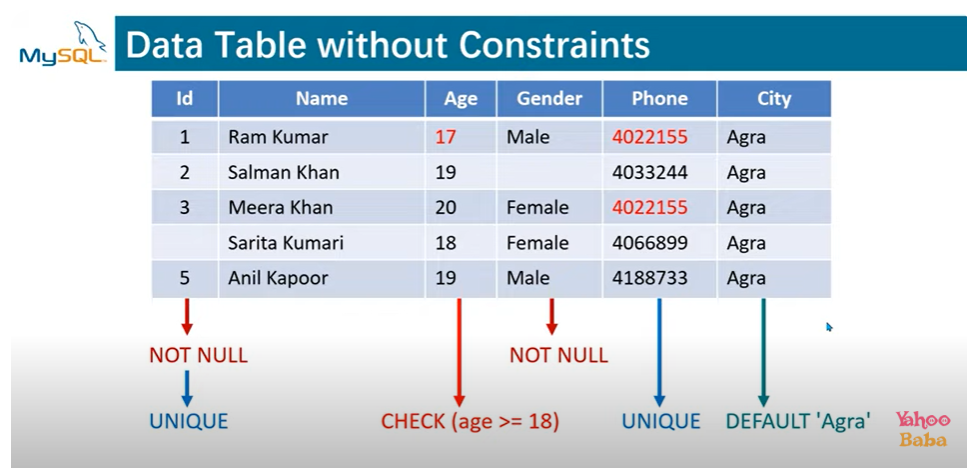 MySQL
Data Table without Constraints
Id Name Age Gender Phone City
1 Ram Kumar 17 Male 4022155 Agra
2 Salman Khan 19 4033244 Agra
3 Meera Khan 20 Female 4022155 Agra
Sarita Kumari 18 Female 4066899 Agra
5 Anil Kapoor 19 Male 4188733 Agra
NOT NULL NOT NULL
UNIQUE CHECK (age >= 18) UNIQUE DEFAULT 'Agra'
Yahoo
Baba